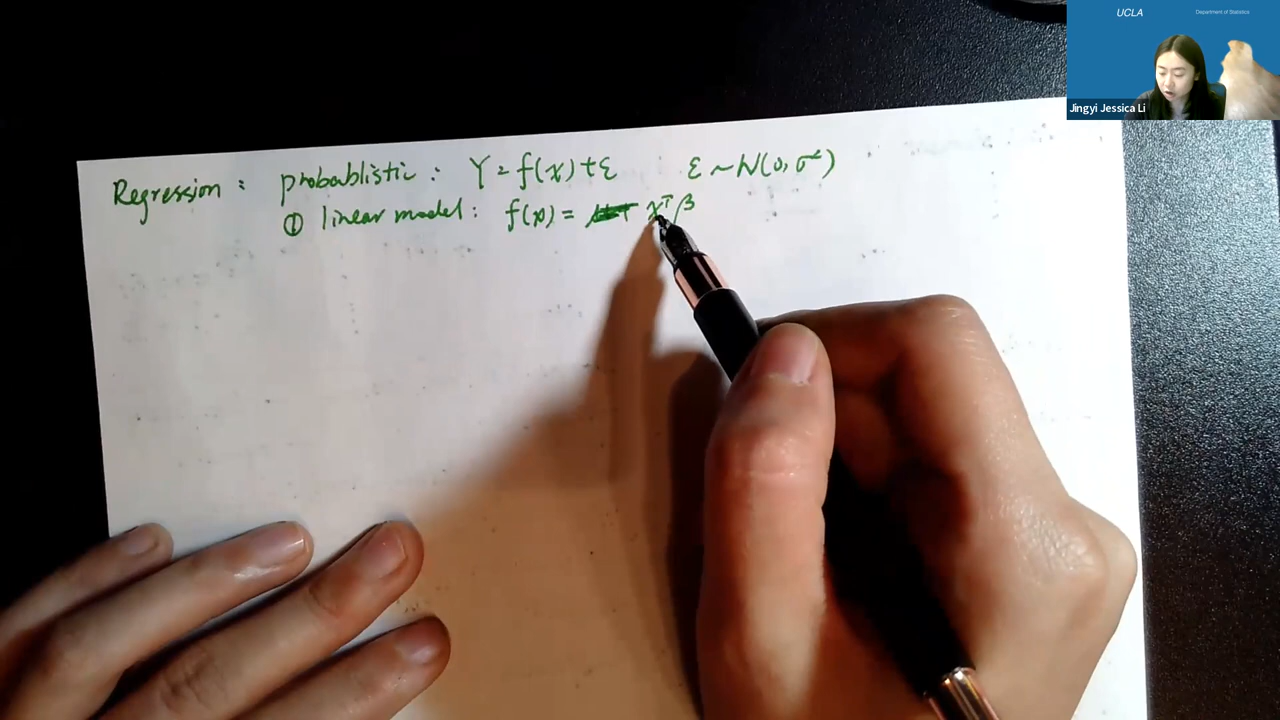 UCLA
Department of Statistics
Jingyi Jessica Li
Regression: probablistic: Y = f(x) + ε ε ~ N(0, σ²)
① linear model: f(x) = xᵀβ